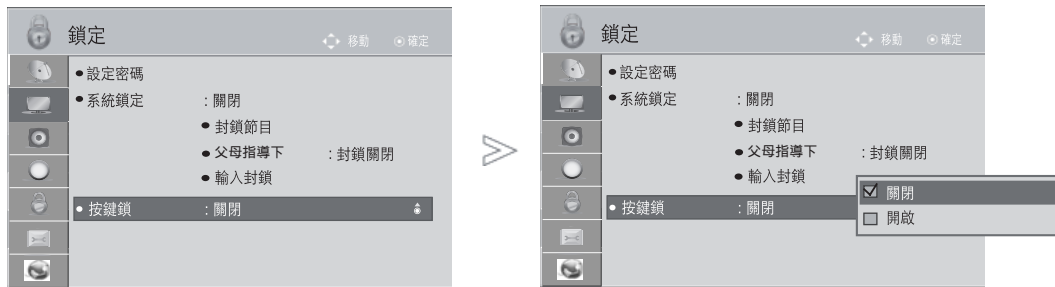 鎖定
移動 確定
●設定密碼
●系統鎖定 : 關閉
●封鎖節目
●父母指導下 : 封鎖關閉
●輸入封鎖
●按鍵鎖 : 關閉
鎖定
移動 確定
●設定密碼
●系統鎖定 : 關閉
●封鎖節目
●父母指導下 : 封鎖關閉
●輸入封鎖
●按鍵鎖 : 關閉
關閉
開啟